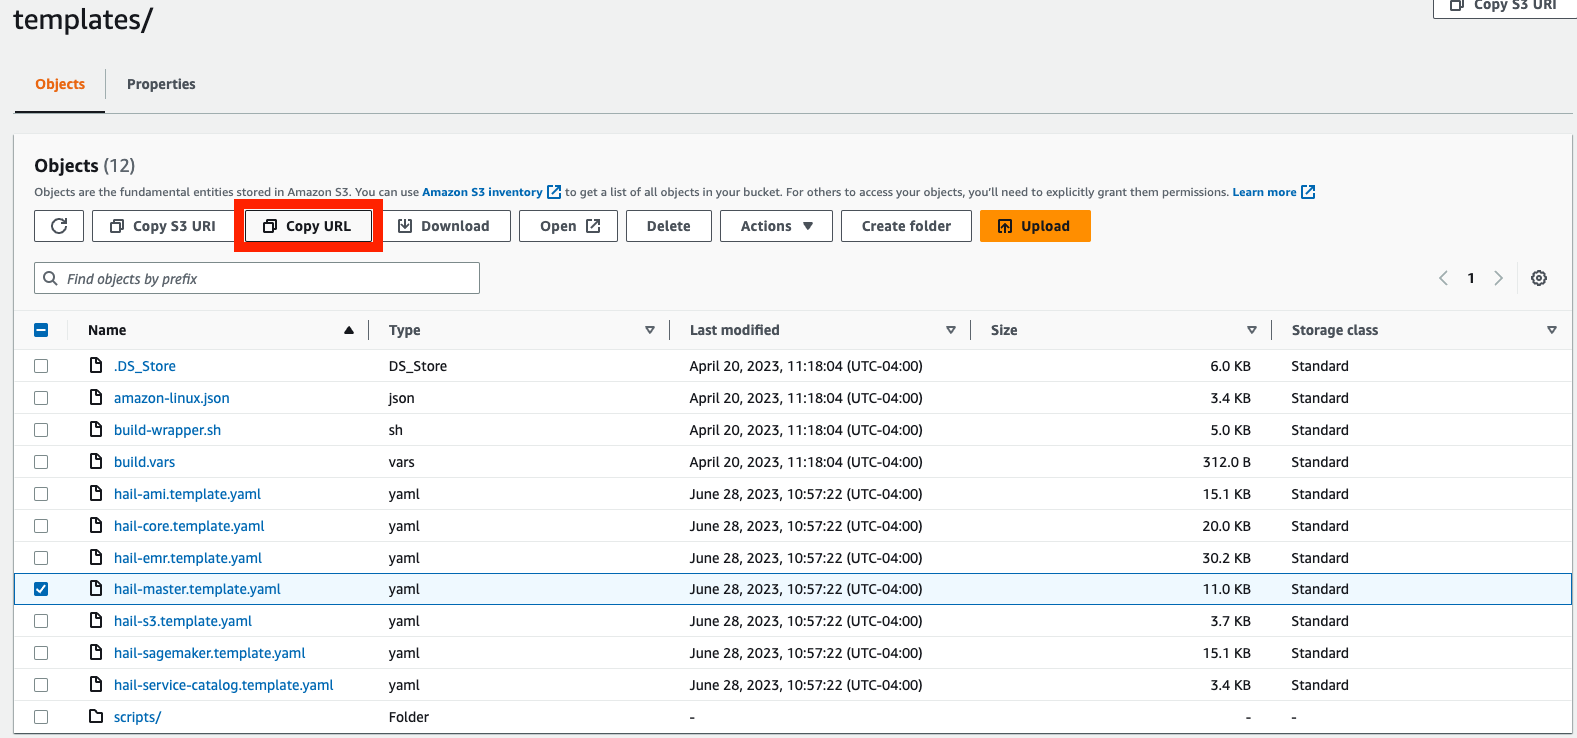 Copy S3 URI
templates/
Objects Properties
Objects (12)
Objects are the fundamental entities stored in Amazon S3. You can use Amazon S3 inventory to get a list of all objects in your bucket. For others to access your objects, you'll need to explicitly grant them permissions. Learn more
Copy S3 URI Copy URL Download Open Delete Actions Create folder Upload
Find objects by prefix 1
Name Type Last modified Size Storage class
.DS_Store DS_Store April 20, 2023, 11:18:04 (UTC-04:00) 6.0 KB Standard
amazon-linux.json json April 20, 2023, 11:18:04 (UTC-04:00) 3.4 KB Standard
build-wrapper.sh sh April 20, 2023, 11:18:04 (UTC-04:00) 5.0 KB Standard
build.vars vars April 20, 2023, 11:18:04 (UTC-04:00) 312.0 B Standard
hail-ami.template.yaml yaml June 28, 2023, 10:57:22 (UTC-04:00) 15.1 KB Standard
hail-core.template.yaml yaml June 28, 2023, 10:57:22 (UTC-04:00) 20.0 KB Standard
hail-emr.template.yaml yaml June 28, 2023, 10:57:22 (UTC-04:00) 30.2 KB Standard
hail-master.template.yaml yaml June 28, 2023, 10:57:22 (UTC-04:00) 11.0 KB Standard
hail-s3.template.yaml yaml June 28, 2023, 10:57:22 (UTC-04:00) 3.7 KB Standard
hail-sagemaker.template.yaml yaml June 28, 2023, 10:57:22 (UTC-04:00) 15.1 KB Standard
hail-service-catalog.template.yaml yaml June 28, 2023, 10:57:22 (UTC-04:00) 3.4 KB Standard
scripts/ Folder - - -